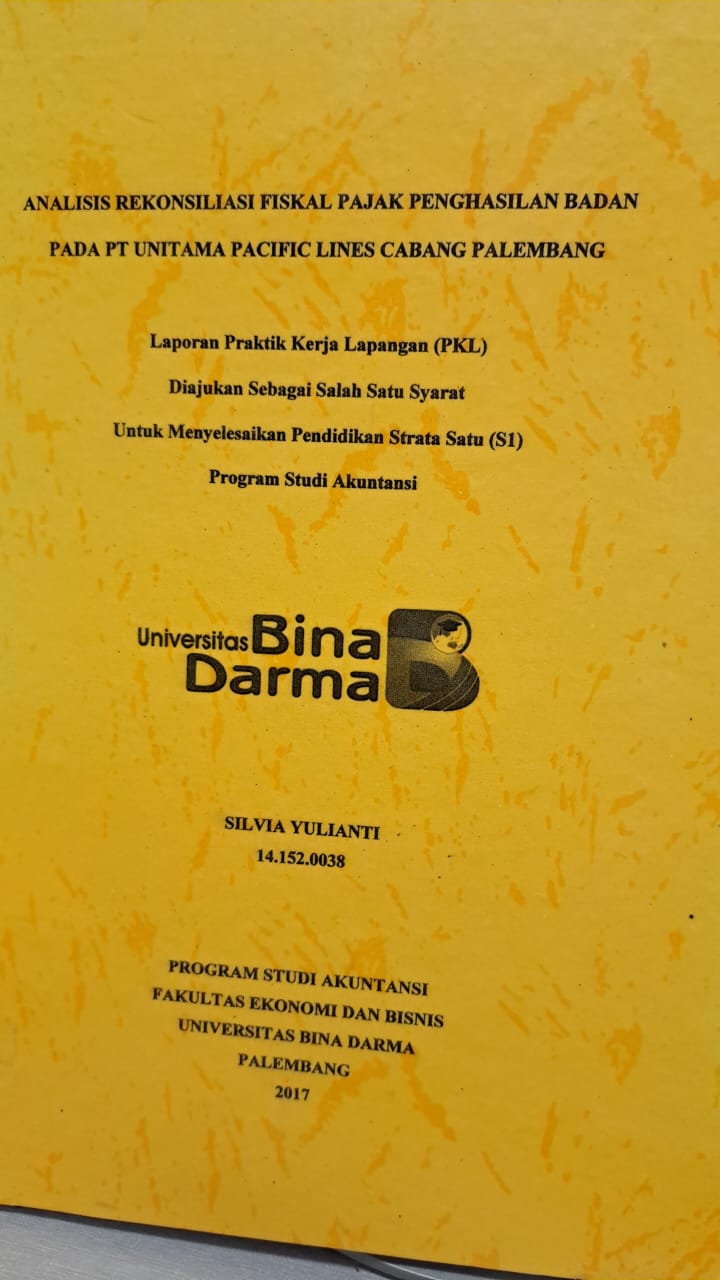 ANALISIS REKONSILIASI FISKAL PAJAK PENGHASILAN BADAN
PADA PT UNITAMA PACIFIC LINES CABANG PALEMBANG
Laporan Praktik Kerja Lapangan (PKL)
Diajukan Sebagai Salah Satu Syarat
Untuk Menyelesaikan Pendidikan Strata Satu (S1)
Program Studi Akuntansi
Universitas Bina
Darma
SILVIA YULIANTI
14.152.0038
PROGRAM STUDI AKUNTANSI
FAKULTAS EKONOMI DAN BISNIS
UNIVERSITAS BINA DARMA
PALEMBANG
2017